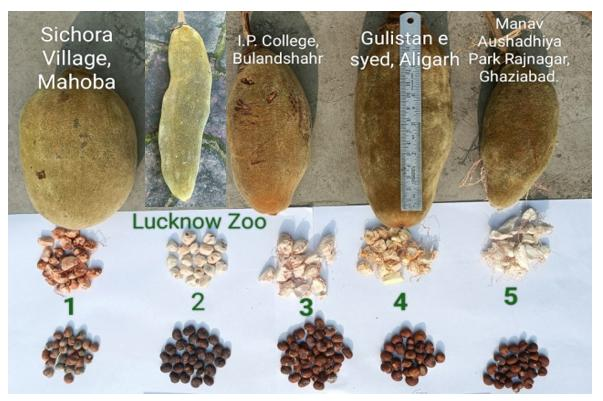 Sichora
Village,
Mahoba
Lucknow Zoo
I.P. College,
Bulandshahr
Gulistan e
syed, Aligarh
Manav
Aushadhiya
Park Rajnagar,
Ghaziabad.
1
2
3
4
5